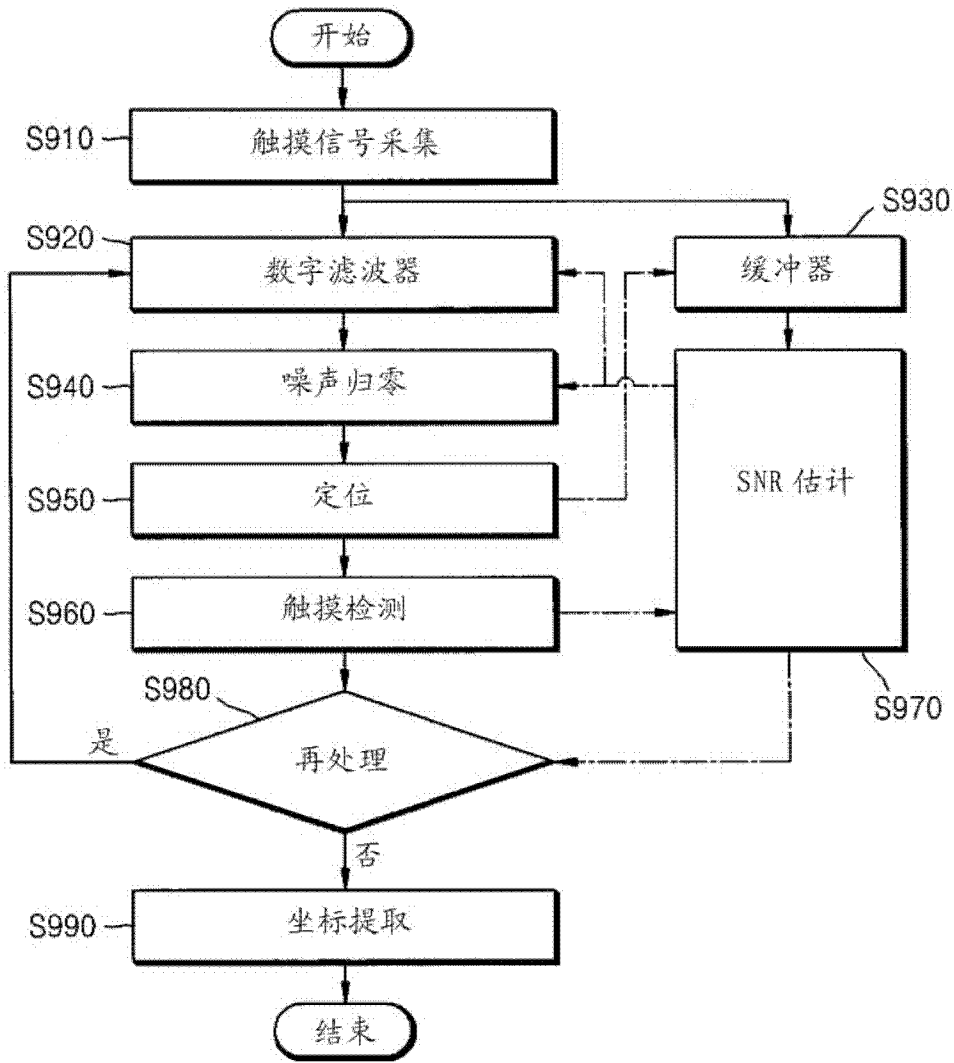 开始
S910
触摸信号采集
S930
S920
数字滤波器
缓冲器
S940
噪声归零
SNR 估计
S950
定位
S960
触摸检测
S970
S980
是
再处理
否
S990
坐标提取
结束